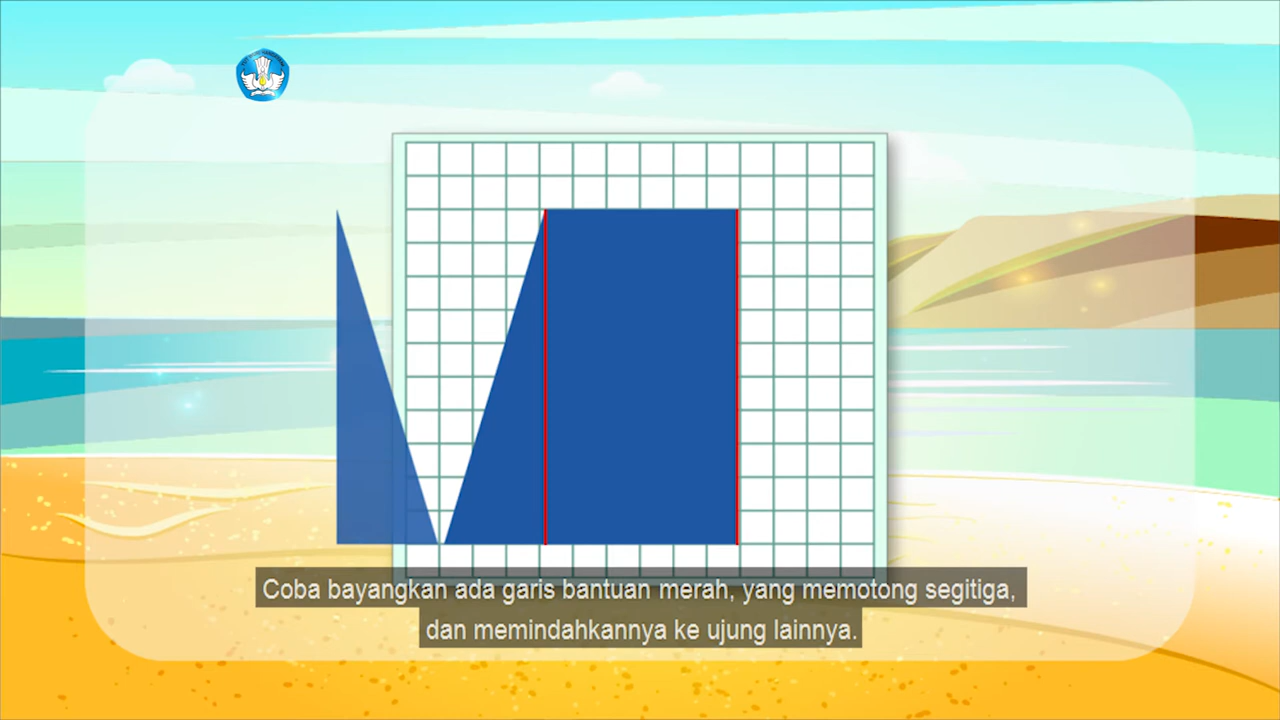 Coba bayangkan ada garis bantuan merah, yang memotong segitiga,
dan memindahkannya ke ujung lainnya.